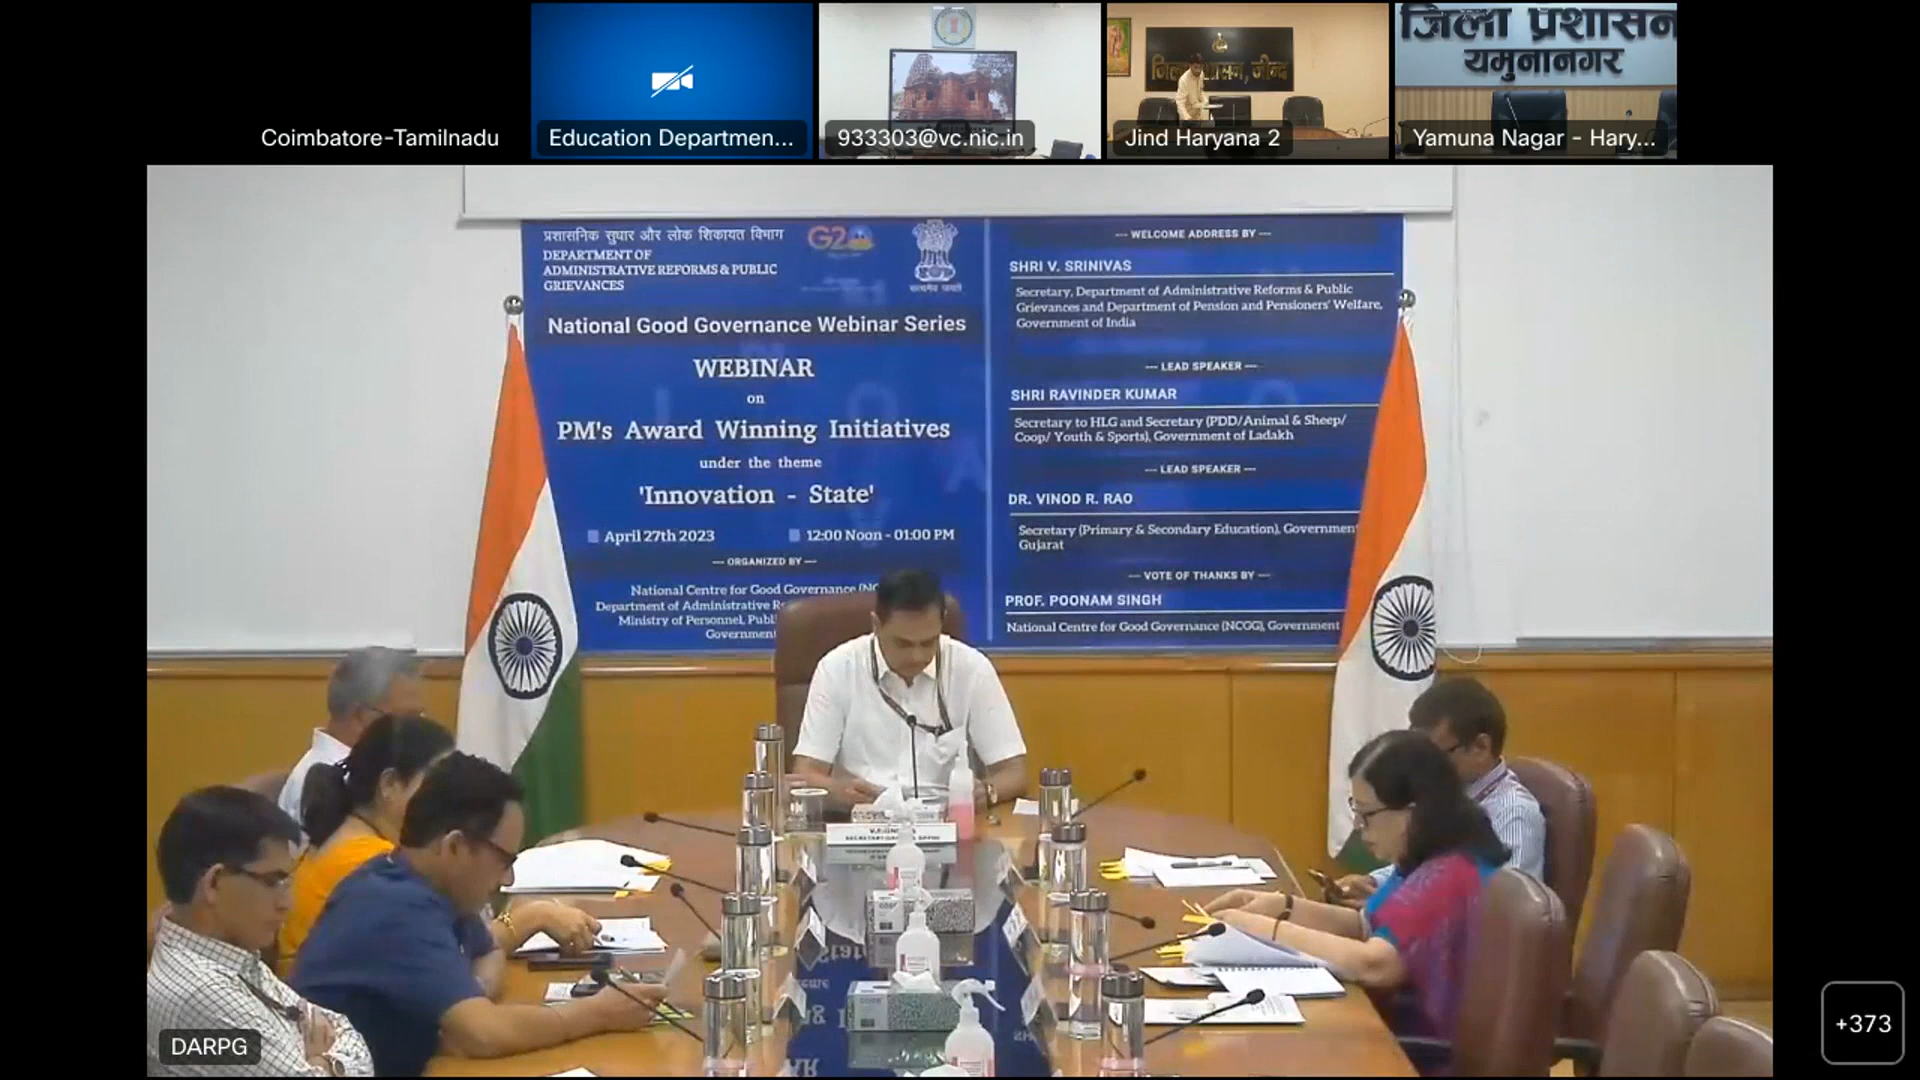 Coimbatore-Tamilnadu
Education Departmen...
933303@vc.nic.in
Jind Haryana 2
जिला प्रशासन
यमुनानगर
Yamuna Nagar - Hary...
प्रशासनिक सुधार और लोक शिकायत विभाग
DEPARTMENT OF
ADMINISTRATIVE REFORMS & PUBLIC
GRIEVANCES
G20
सत्यमेव जयते
National Good Governance Webinar Series
WEBINAR
on
PM's Award Winning Initiatives
under the theme
'Innovation - State'
April 27th 2023
12:00 Noon - 01:00 PM
--- ORGANIZED BY ---
National Centre for Good Governance (NC
Department of Administrative Re
Ministry of Personnel, Publ
Government
--- WELCOME ADDRESS BY ---
SHRI V. SRINIVAS
Secretary, Department of Administrative Reforms & Public
Grievances and Department of Pension and Pensioners' Welfare,
Government of India
--- LEAD SPEAKER ---
SHRI RAVINDER KUMAR
Secretary to HLG and Secretary (PDD/Animal & Sheep/
Coop/ Youth & Sports), Government of Ladakh
--- LEAD SPEAKER ---
DR. VINOD R. RAO
Secretary (Primary & Secondary Education), Government
Gujarat
--- VOTE OF THANKS BY ---
PROF. POONAM SINGH
National Centre for Good Governance (NCGG), Government
DARPG
+373